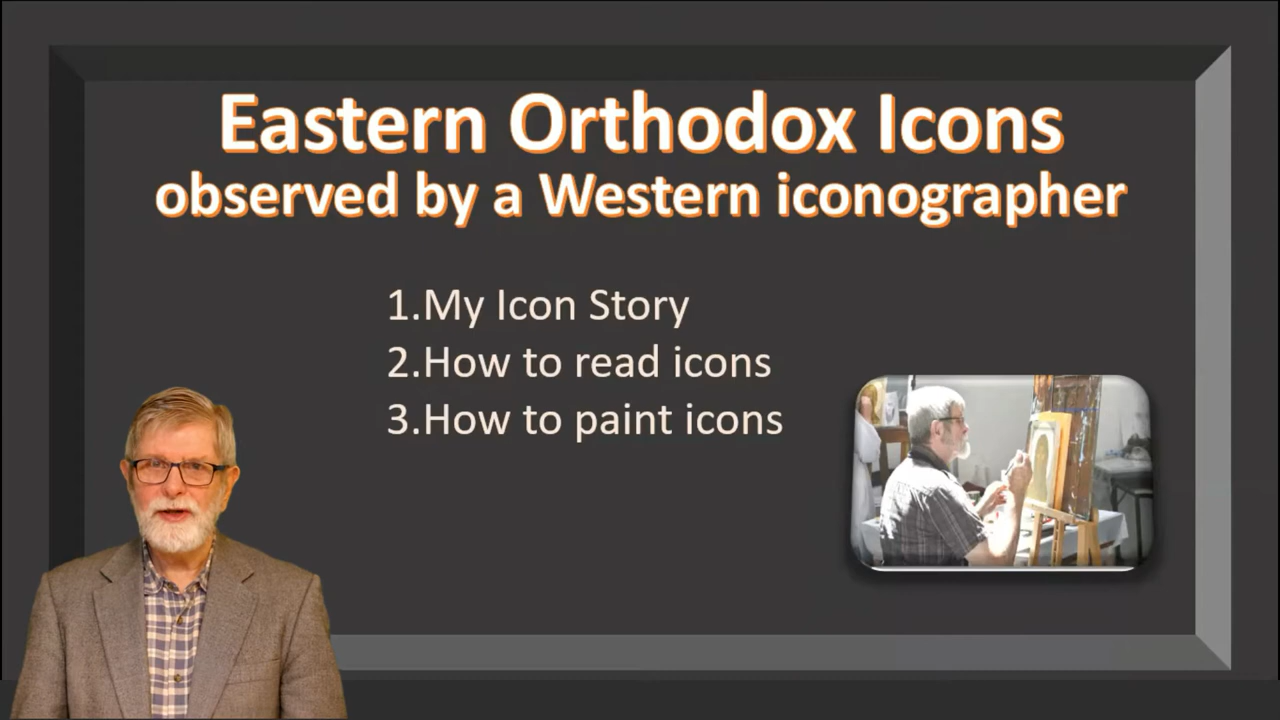 Eastern Orthodox Icons
observed by a Western iconographer
1.My Icon Story
2.How to read icons
3.How to paint icons